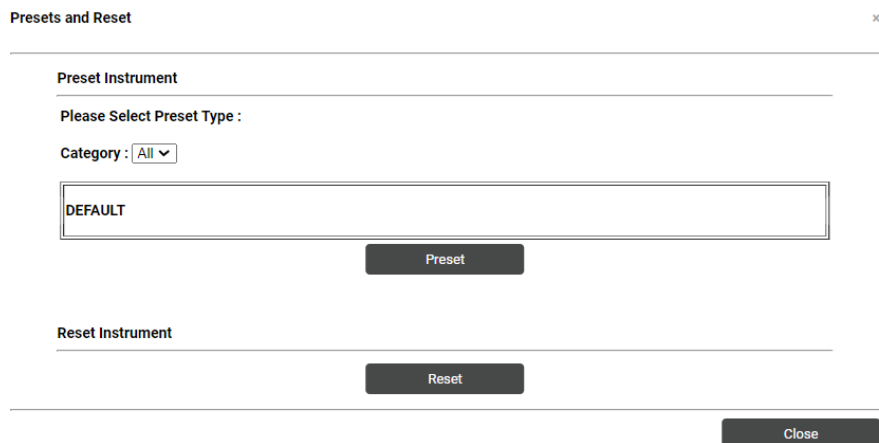 Presets and Reset x
Preset Instrument
Please Select Preset Type :
Category : All
DEFAULT
Preset
Reset Instrument
Reset
Close